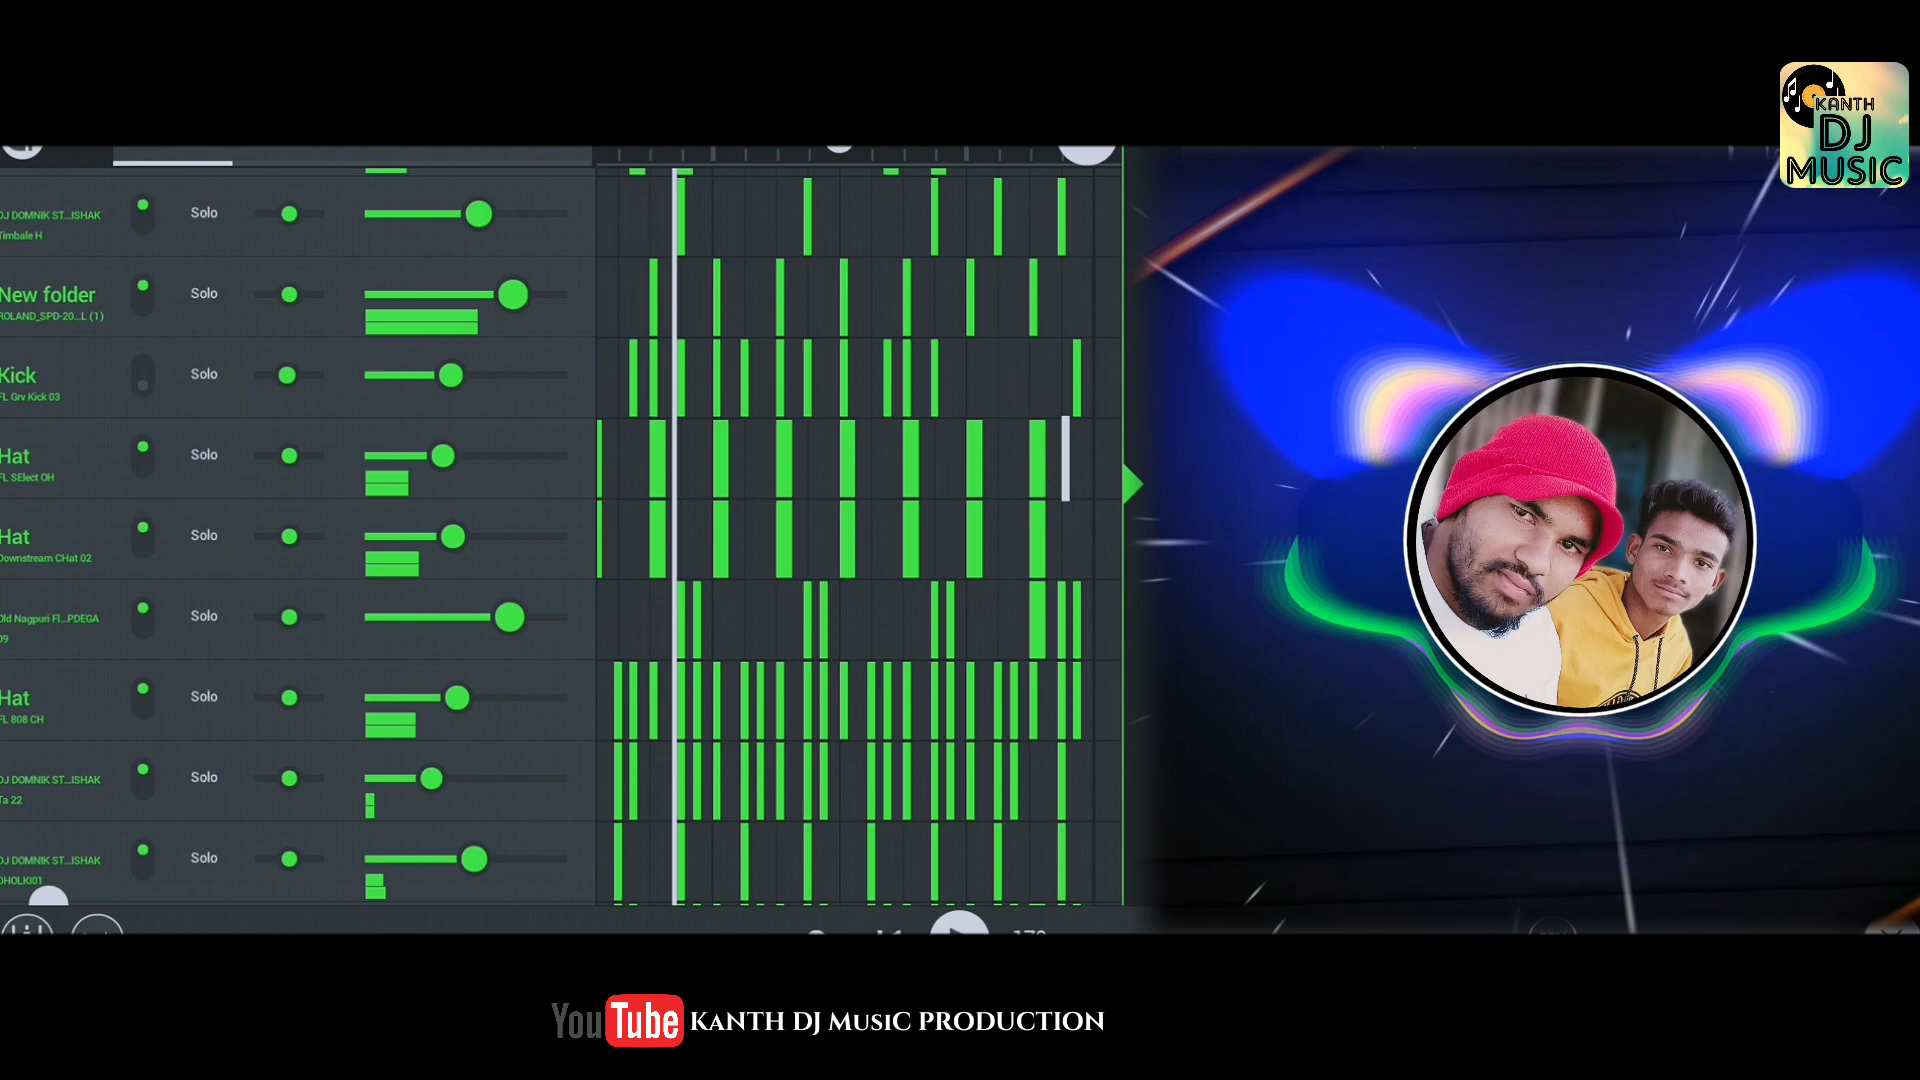 KANTH
DJ
MUSIC
DJ DOMNIK ST...ISHAK
Timbale H
Solo
New folder
ROLAND_SPD-20...L (1)
Solo
Kick
FL Grv Kick 03
Solo
Hat
FL SElect OH
Solo
Hat
Downstream CHat 02
Solo
Old Nagpuri Fl...PDEGA
09
Solo
Hat
FL 808 CH
Solo
DJ DOMNIK ST...ISHAK
Ta 22
Solo
DJ DOMNIK ST...ISHAK
DHOLKI01
Solo
YouTube KANTH DJ MusiC PRODUCTION